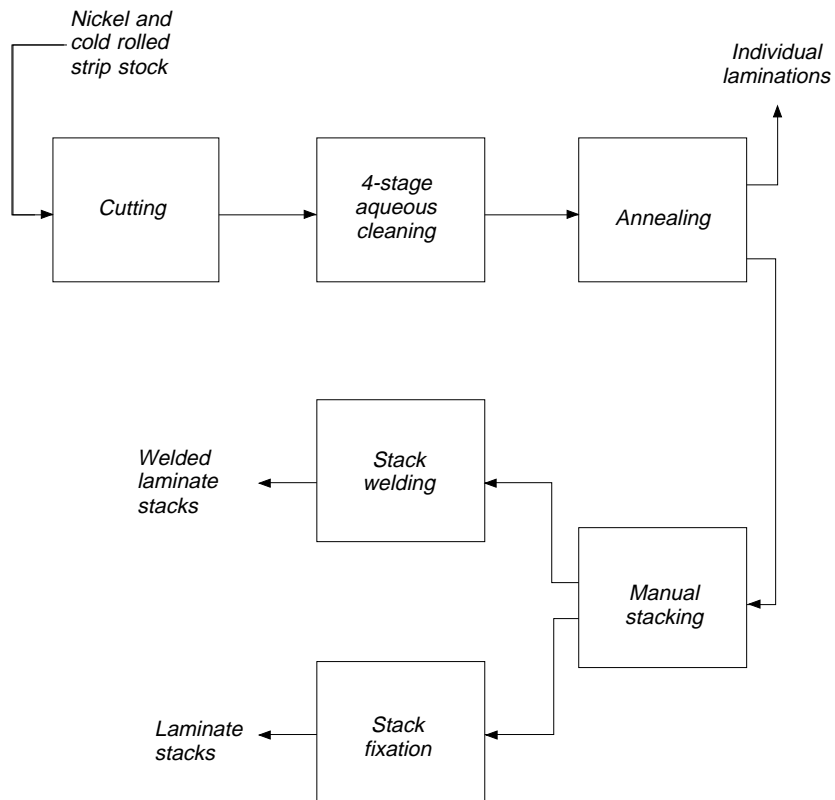 Nickel and
cold rolled
strip stock
Individual
laminations
Cutting
4-stage
aqueous
cleaning
Annealing
Welded
laminate
stacks
Stack
welding
Manual
stacking
Laminate
stacks
Stack
fixation